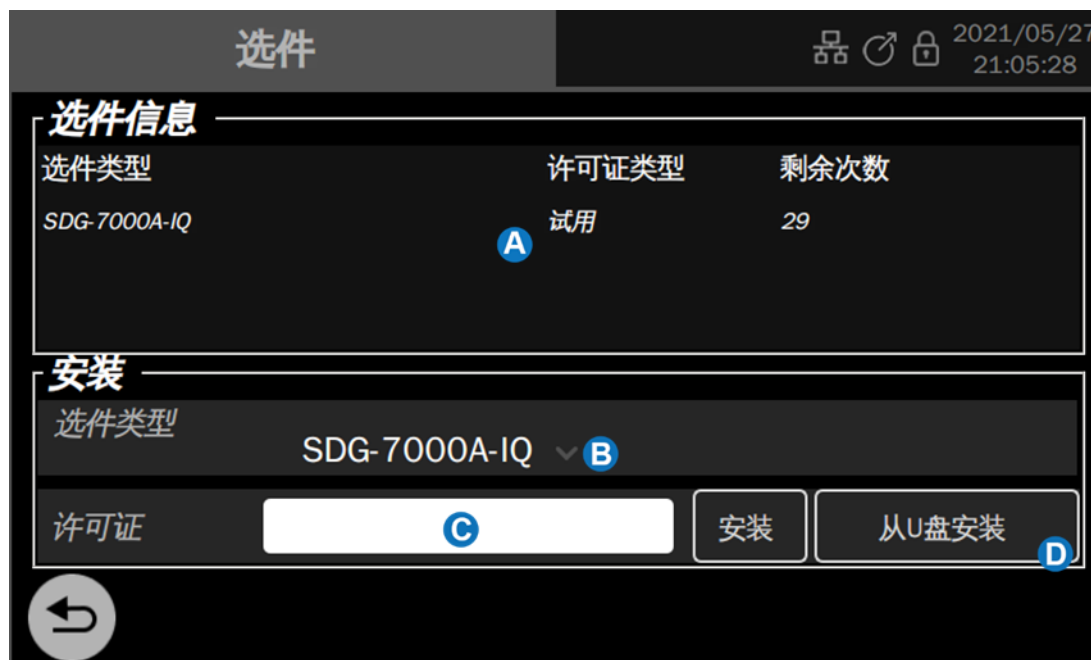 选件
2021/05/27
21:05:28
选件信息
选件类型 许可证类型 剩余次数
SDG-7000A-IQ 试用 29
A
安装
选件类型
SDG-7000A-IQ B
许可证 C 安装 从U盘安装 D